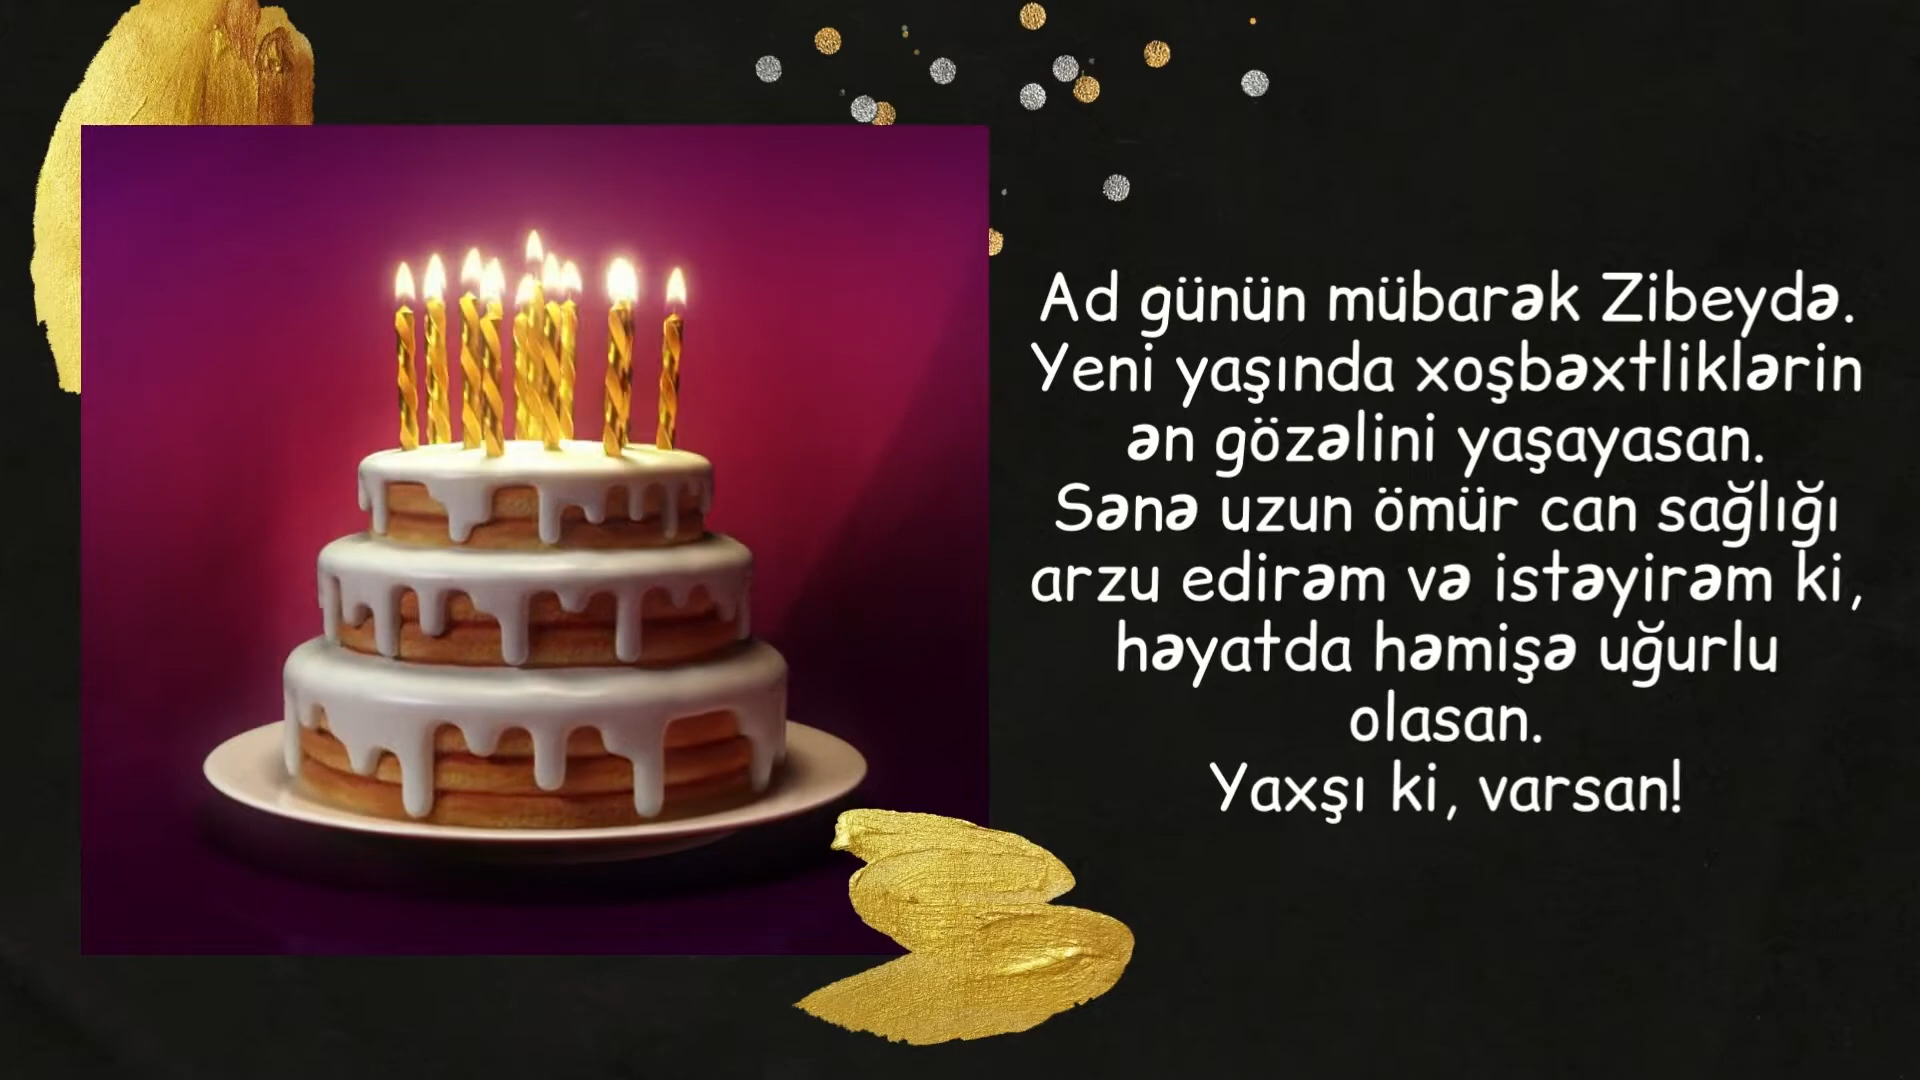 Ad günün mübarək Zibeydə.
Yeni yaşında xoşbəxtliklərin
ən gözəlini yaşayasan.
Sənə uzun ömür can sağlığı
arzu edirəm və istəyirəm ki,
həyatda həmişə uğurlu
olasan.
Yaxşı ki, varsan!